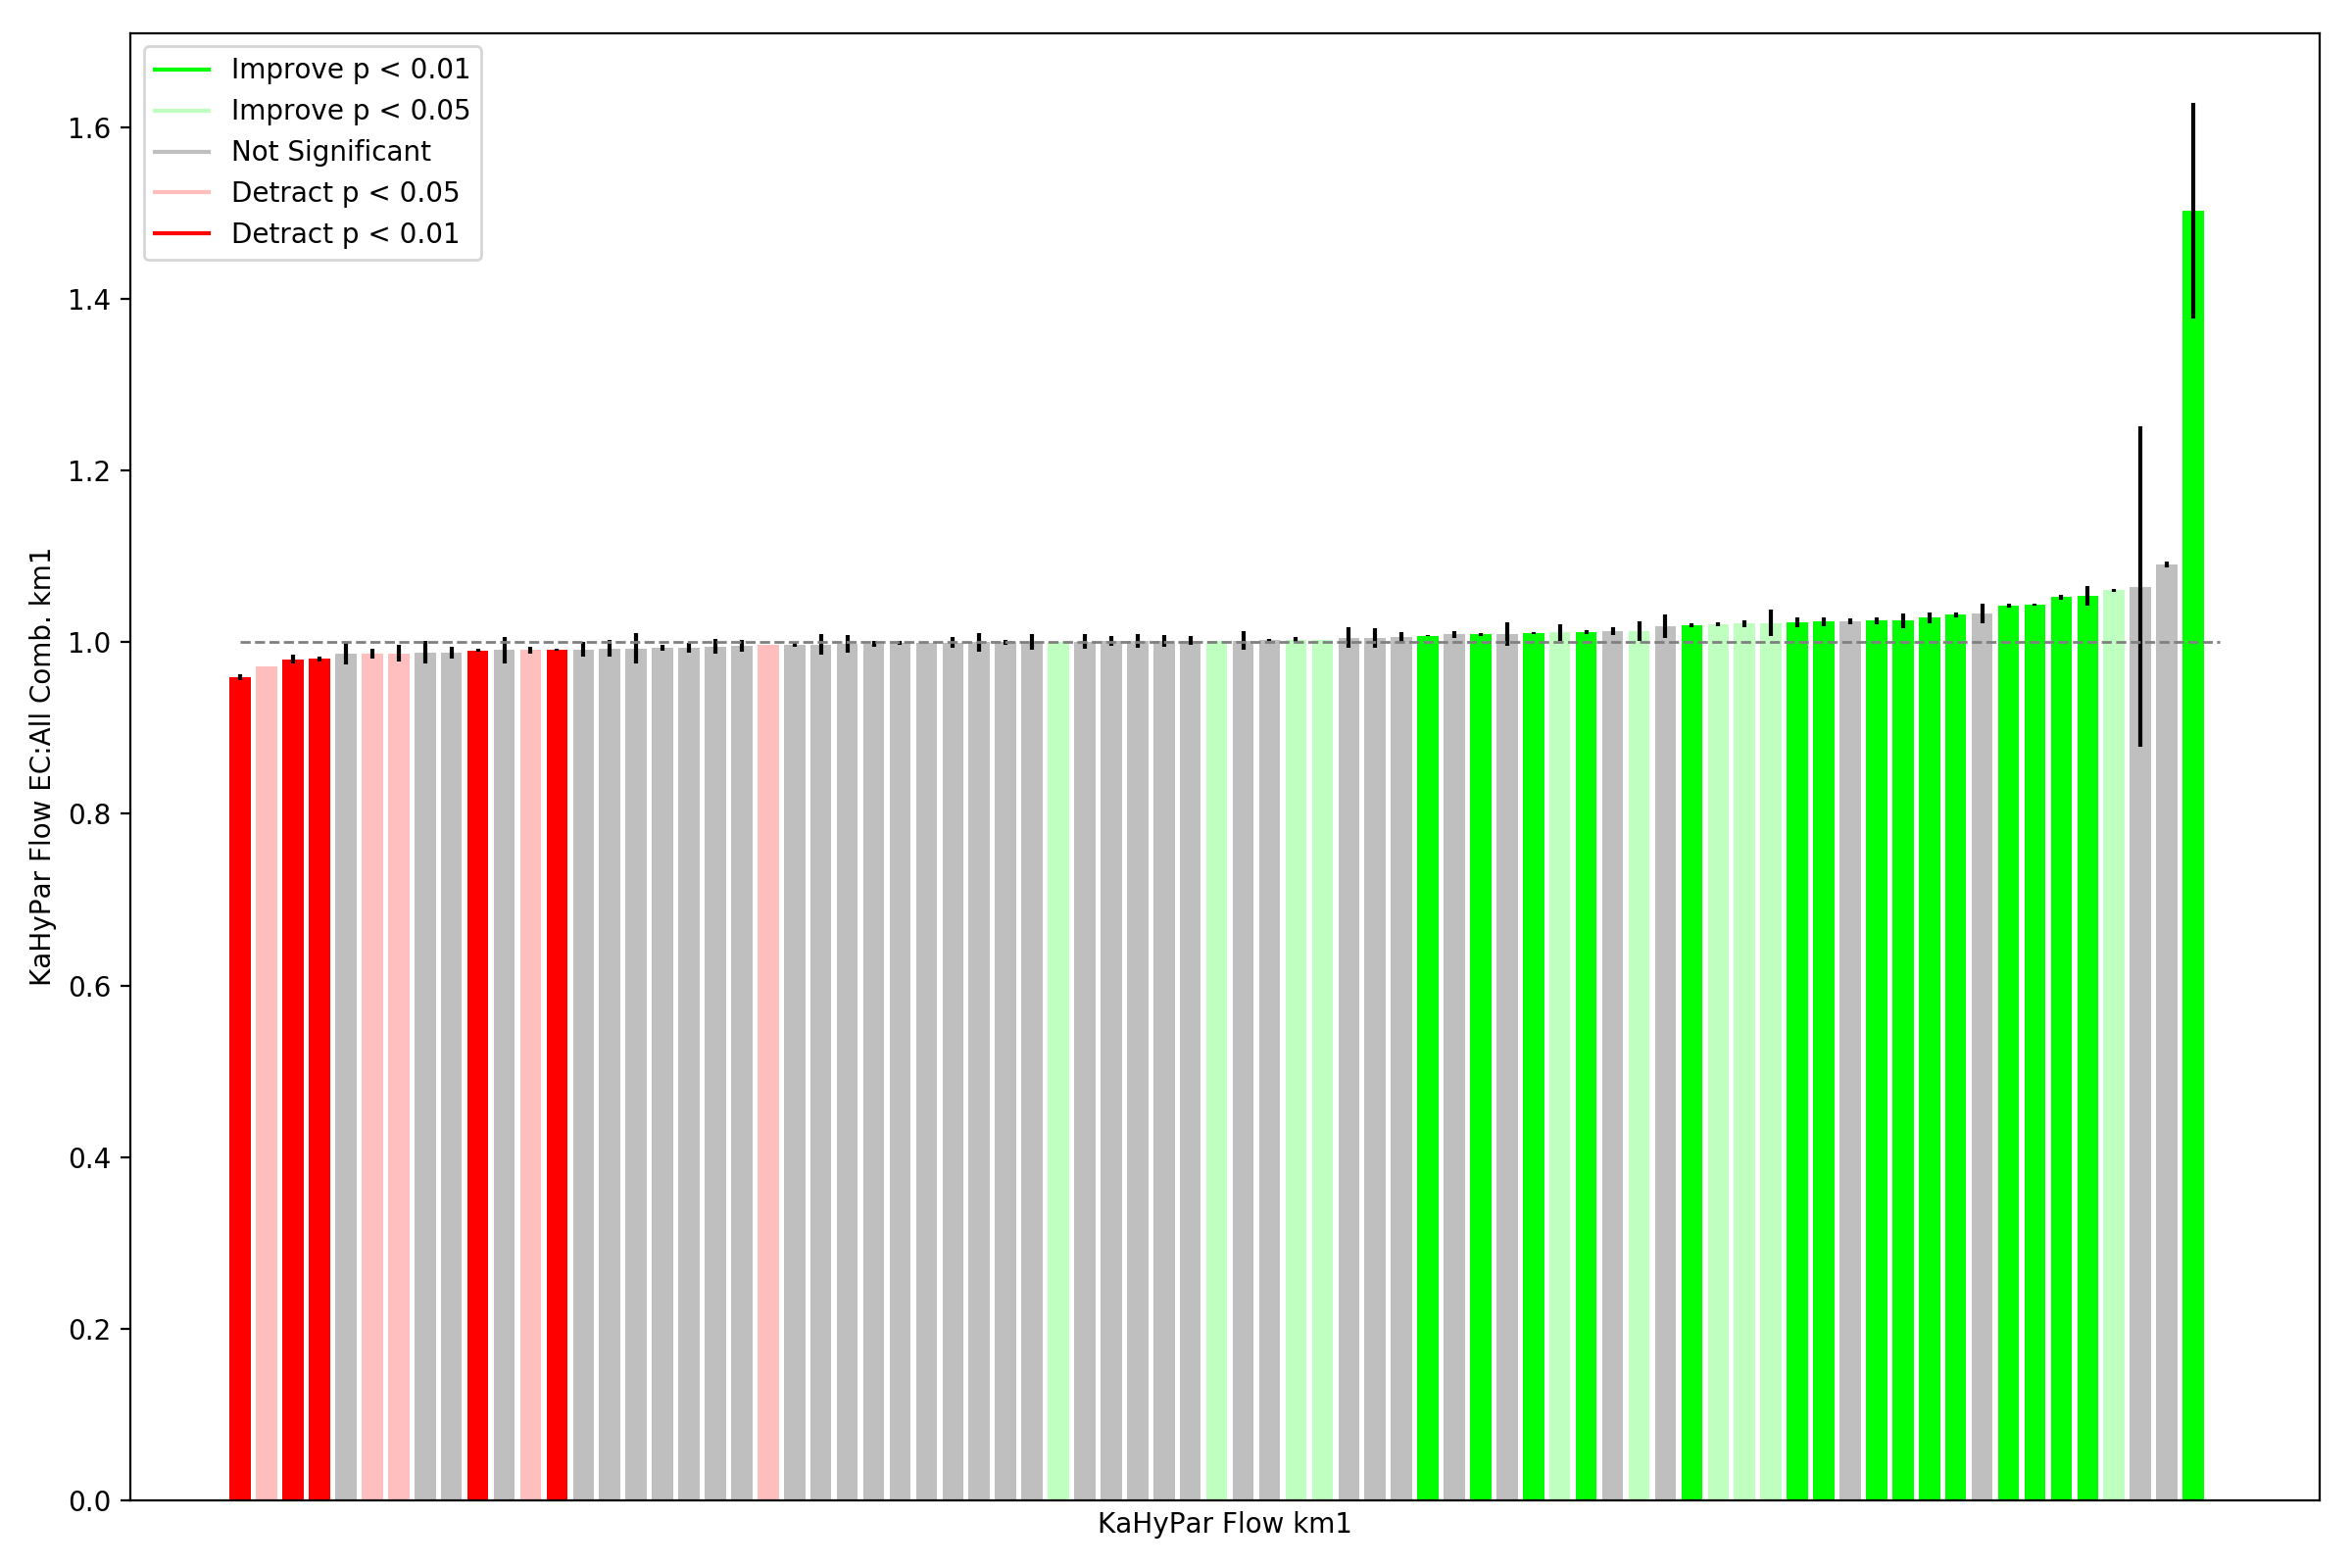 Improve p < 0.01
Improve p < 0.05
Not Significant
Detract p < 0.05
Detract p < 0.01
1.6
1.4
1.2
1.0
0.8
0.6
0.4
0.2
0.0
KaHyPar Flow EC:All Comb. km1
KaHyPar Flow km1